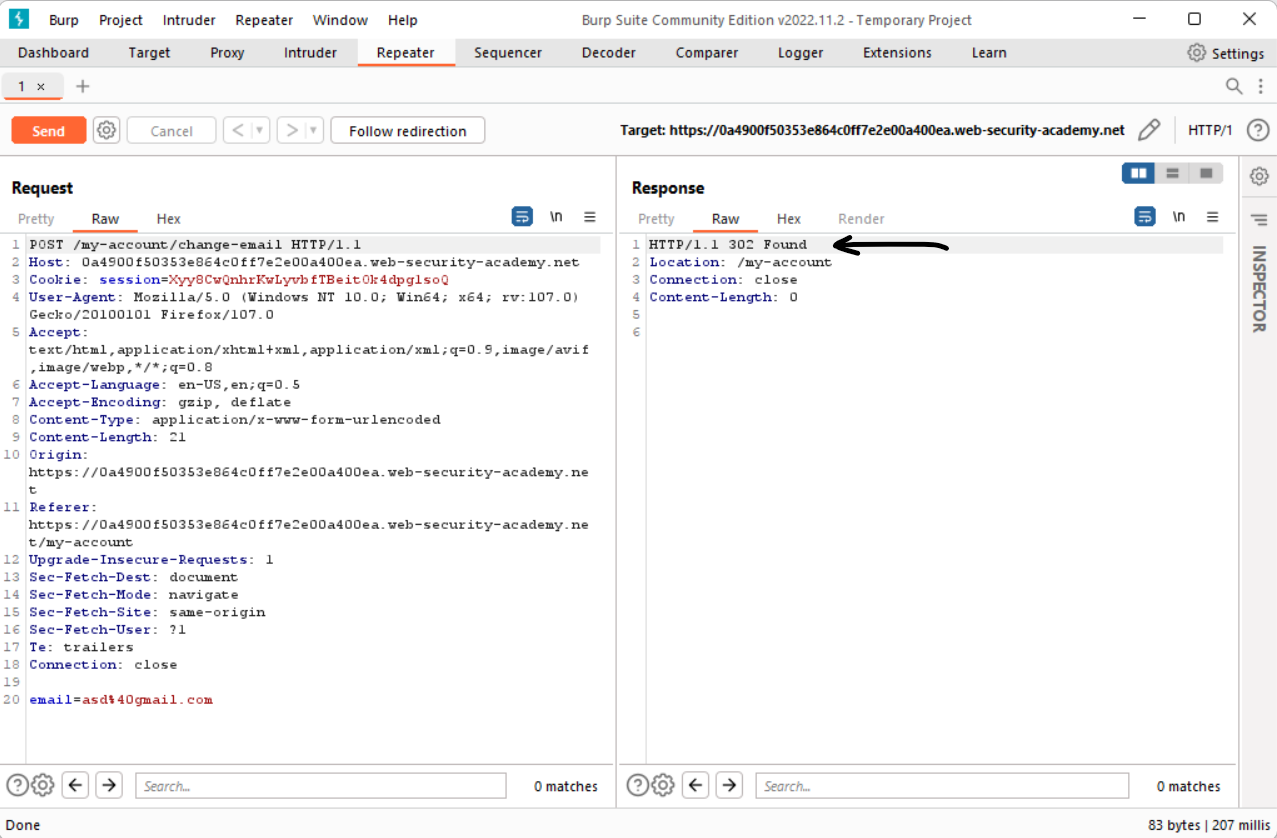 Burp Project Intruder Repeater Window Help Burp Suite Community Edition v2022.11.2 - Temporary Project
Dashboard Target Proxy Intruder Repeater Sequencer Decoder Comparer Logger Extensions Learn Settings
1 × +
Send Cancel < > Follow redirection Target: https://0a4900f50353e864c0ff7e2e00a400ea.web-security-academy.net HTTP/1 ?
Request
Pretty Raw Hex \n
1 POST /my-account/change-email HTTP/1.1
2 Host: 0a4900f50353e864c0ff7e2e00a400ea.web-security-academy.net
3 Cookie: session=Xyy8CwQnhrKwLyvbfTBeitOk4dpglsoQ
4 User-Agent: Mozilla/5.0 (Windows NT 10.0; Win64; x64; rv:107.0)
Gecko/20100101 Firefox/107.0
5 Accept:
text/html,application/xhtml+xml,application/xml;q=0.9,image/avif
,image/webp,*/*;q=0.8
6 Accept-Language: en-US,en;q=0.5
7 Accept-Encoding: gzip, deflate
8 Content-Type: application/x-www-form-urlencoded
9 Content-Length: 21
10 Origin:
https://0a4900f50353e864c0ff7e2e00a400ea.web-security-academy.ne
t
11 Referer:
https://0a4900f50353e864c0ff7e2e00a400ea.web-security-academy.ne
t/my-account
12 Upgrade-Insecure-Requests: 1
13 Sec-Fetch-Dest: document
14 Sec-Fetch-Mode: navigate
15 Sec-Fetch-Site: same-origin
16 Sec-Fetch-User: ?1
17 Te: trailers
18 Connection: close
19
20 email=asd%40gmail.com
? Search... 0 matches
Response
Pretty Raw Hex Render \n
1 HTTP/1.1 302 Found
2 Location: /my-account
3 Connection: close
4 Content-Length: 0
5
6
? Search... 0 matches
INSPECTOR
Done 83 bytes | 207 millis